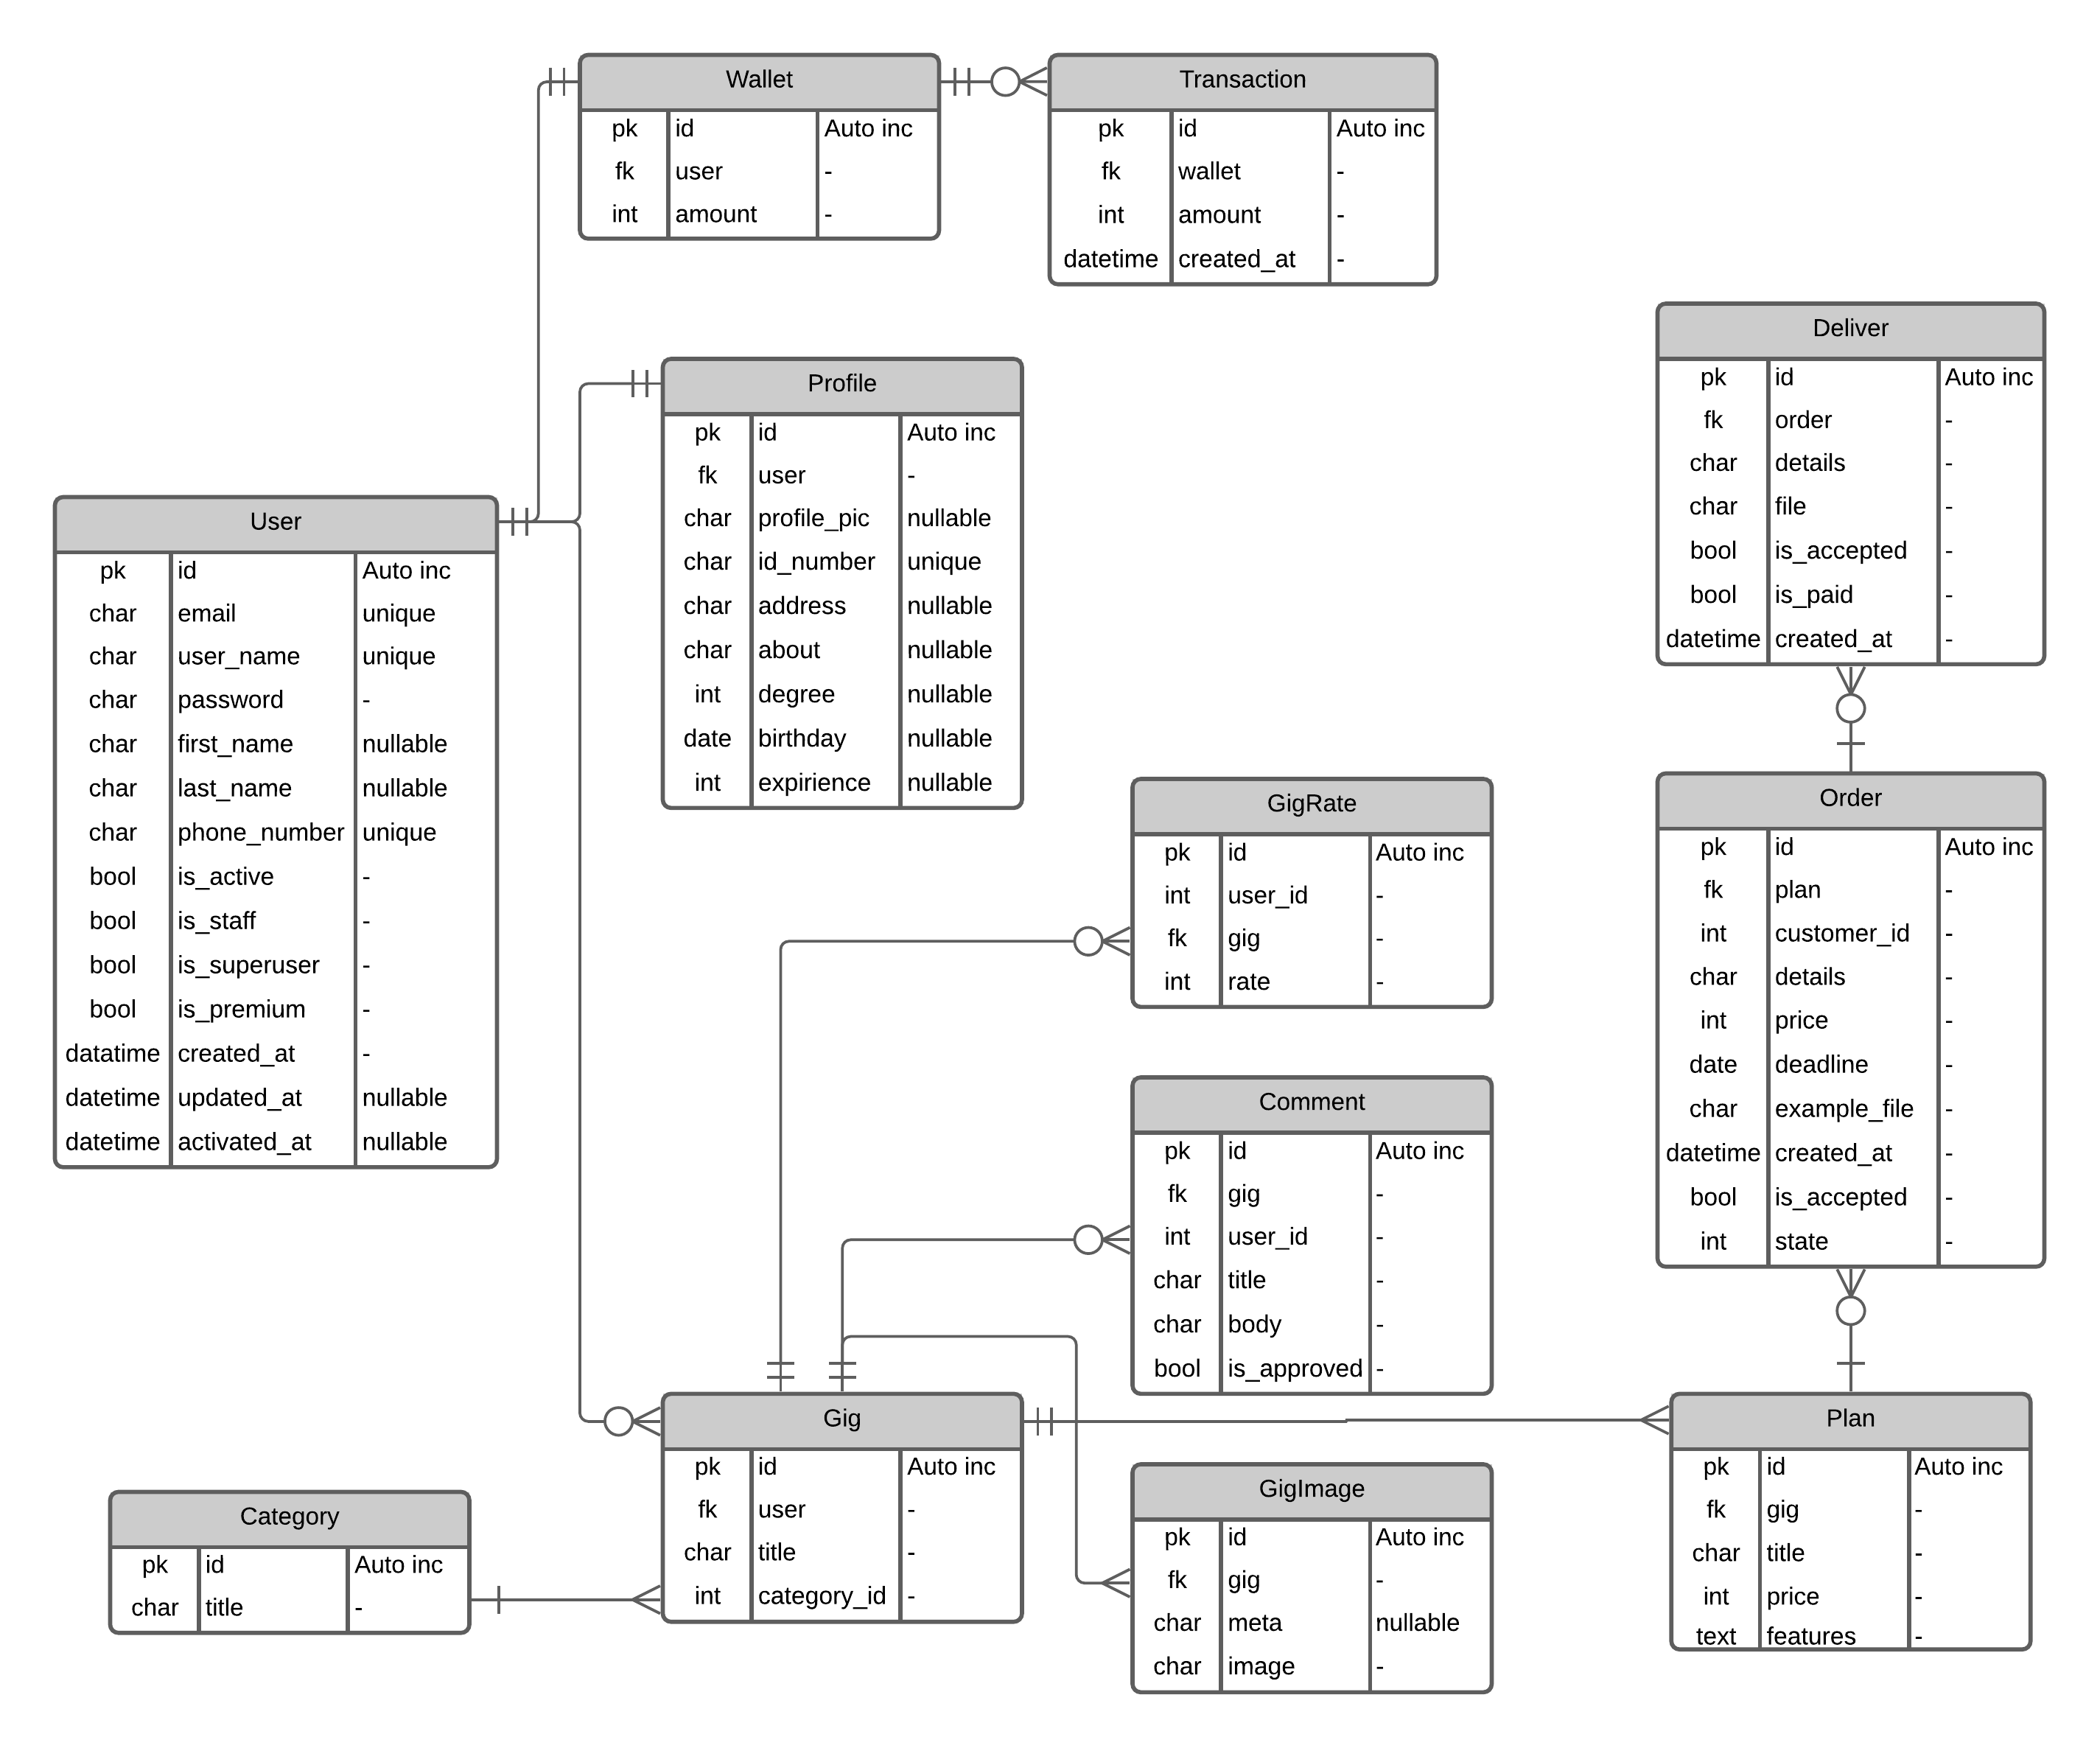 Wallet
pk id Auto inc
fk user -
int amount -
Transaction
pk id Auto inc
fk wallet -
int amount -
datetime created_at -
Deliver
pk id Auto inc
fk order -
char details -
char file -
bool is_accepted -
bool is_paid -
datetime created_at -
Profile
pk id Auto inc
fk user -
char profile_pic nullable
char id_number unique
char address nullable
char about nullable
int degree nullable
date birthday nullable
int expirience nullable
User
pk id Auto inc
char email unique
char user_name unique
char password -
char first_name nullable
char last_name nullable
char phone_number unique
bool is_active -
bool is_staff -
bool is_superuser -
bool is_premium -
datatime created_at -
datetime updated_at nullable
datetime activated_at nullable
GigRate
pk id Auto inc
int user_id -
fk gig -
int rate -
Order
pk id Auto inc
fk plan -
int customer_id -
char details -
int price -
date deadline -
char example_file -
datetime created_at -
bool is_accepted -
int state -
Comment
pk id Auto inc
fk gig -
int user_id -
char title -
char body -
bool is_approved -
Gig
pk id Auto inc
fk user -
char title -
int category_id -
Plan
pk id Auto inc
fk gig -
char title -
int price -
text features -
Category
pk id Auto inc
char title -
GigImage
pk id Auto inc
fk gig -
char meta nullable
char image -